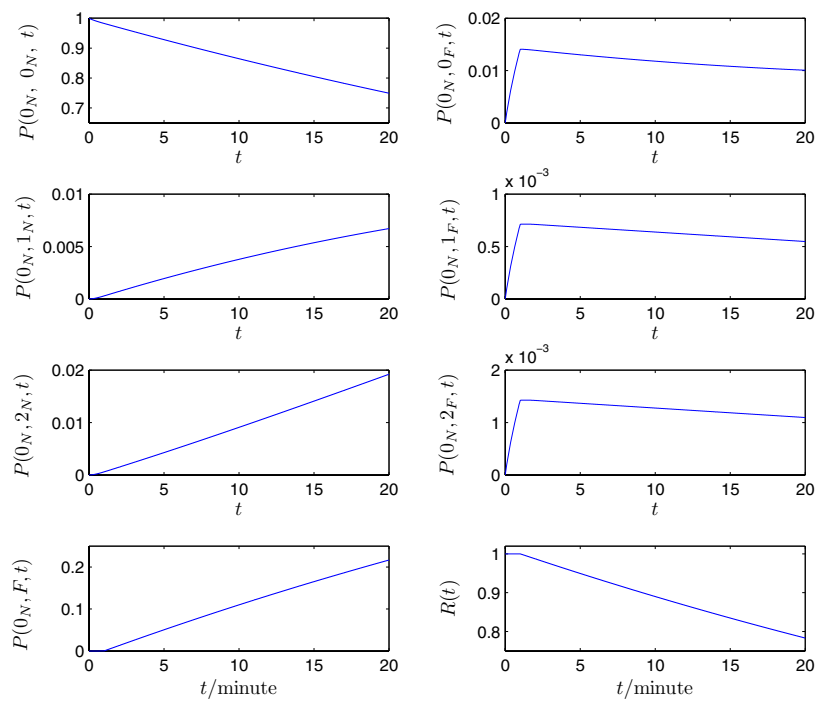 P(0_N, 0_N, t)
1
0.9
0.8
0.7
0 5 10 15 20
t
P(0_N, 0_F, t)
0.02
0.01
0
0 5 10 15 20
t
P(0_N, 1_N, t)
0.01
0.005
0
0 5 10 15 20
t
P(0_N, 1_F, t)
x 10^-3
1
0.5
0
0 5 10 15 20
t
P(0_N, 2_N, t)
0.02
0.01
0
0 5 10 15 20
t
P(0_N, 2_F, t)
x 10^-3
2
1
0
0 5 10 15 20
t
P(0_N, F, t)
0.2
0.1
0
0 5 10 15 20
t/minute
R(t)
1
0.9
0.8
0 5 10 15 20
t/minute